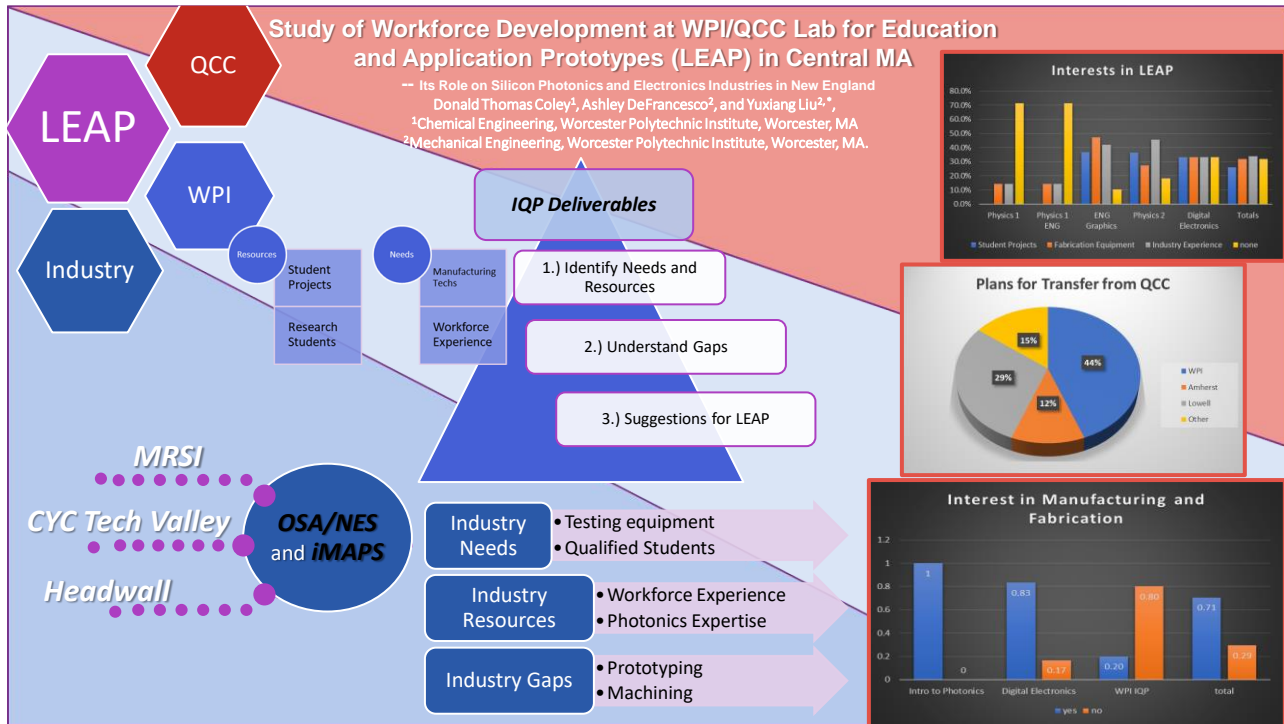 Study of Workforce Development at WPI/QCC Lab for Education
and Application Prototypes (LEAP) in Central MA
-- Its Role on Silicon Photonics and Electronics Industries in New England
Donald Thomas Coley1, Ashley DeFrancesco2, and Yuxiang Liu2,*,
1Chemical Engineering, Worcester Polytechnic Institute, Worcester, MA
2Mechanical Engineering, Worcester Polytechnic Institute, Worcester, MA.
QCC
LEAP
WPI
Industry
Resources
Student
Projects
Research
Students
Needs
Manufacturing
Techs
Workforce
Experience
IQP Deliverables
1.) Identify Needs and
Resources
2.) Understand Gaps
3.) Suggestions for LEAP
MRSI
CYC Tech Valley
Headwall
OSA/NES
and iMAPS
Industry
Needs
• Testing equipment
• Qualified Students
Industry
Resources
• Workforce Experience
• Photonics Expertise
Industry Gaps
• Prototyping
• Machining
Interests in LEAP
80.0%
70.0%
60.0%
50.0%
40.0%
30.0%
20.0%
10.0%
0.0%
Physics 1
Physics 1
ENG
ENG
Graphics
Physics 2
Digital
Electronics
Totals
Student Projects
Fabrication Equipment
Industry Experience
none
Plans for Transfer from QCC
15%
44%
29%
12%
WPI
Amherst
Lowell
Other
Interest in Manufacturing and
Fabrication
1.2
1
0.8
0.6
0.4
0.2
0
1
0
0.83
0.17
0.20
0.80
0.71
0.29
Intro to Photonics
Digital Electronics
WPI IQP
total
yes
no